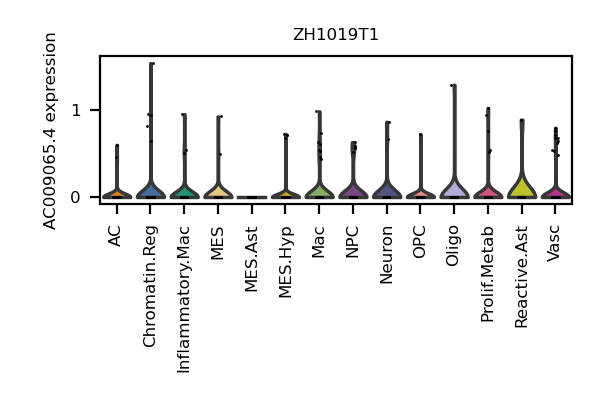 ZH1019T1
AC009065.4 expression
1
0
AC
Chromatin.Reg
Inflammatory.Mac
MES
MES.Ast
MES.Hyp
Mac
NPC
Neuron
OPC
Oligo
Prolif.Metab
Reactive.Ast
Vasc